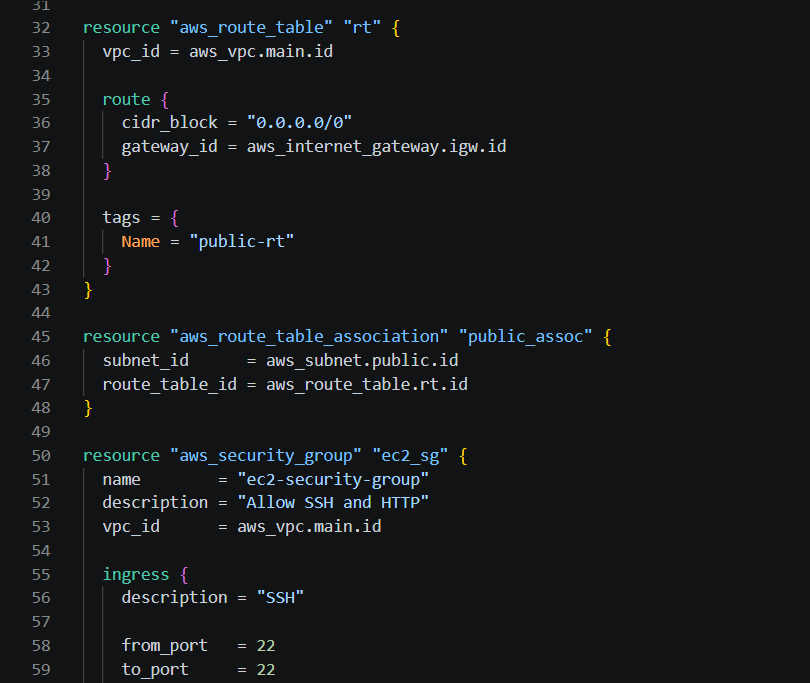 31
32 resource "aws_route_table" "rt" {
33   vpc_id = aws_vpc.main.id
34
35   route {
36     cidr_block = "0.0.0.0/0"
37     gateway_id = aws_internet_gateway.igw.id
38   }
39
40   tags = {
41     Name = "public-rt"
42   }
43 }
44
45 resource "aws_route_table_association" "public_assoc" {
46   subnet_id      = aws_subnet.public.id
47   route_table_id = aws_route_table.rt.id
48 }
49
50 resource "aws_security_group" "ec2_sg" {
51   name        = "ec2-security-group"
52   description = "Allow SSH and HTTP"
53   vpc_id      = aws_vpc.main.id
54
55   ingress {
56     description = "SSH"
57
58     from_port   = 22
59     to_port     = 22